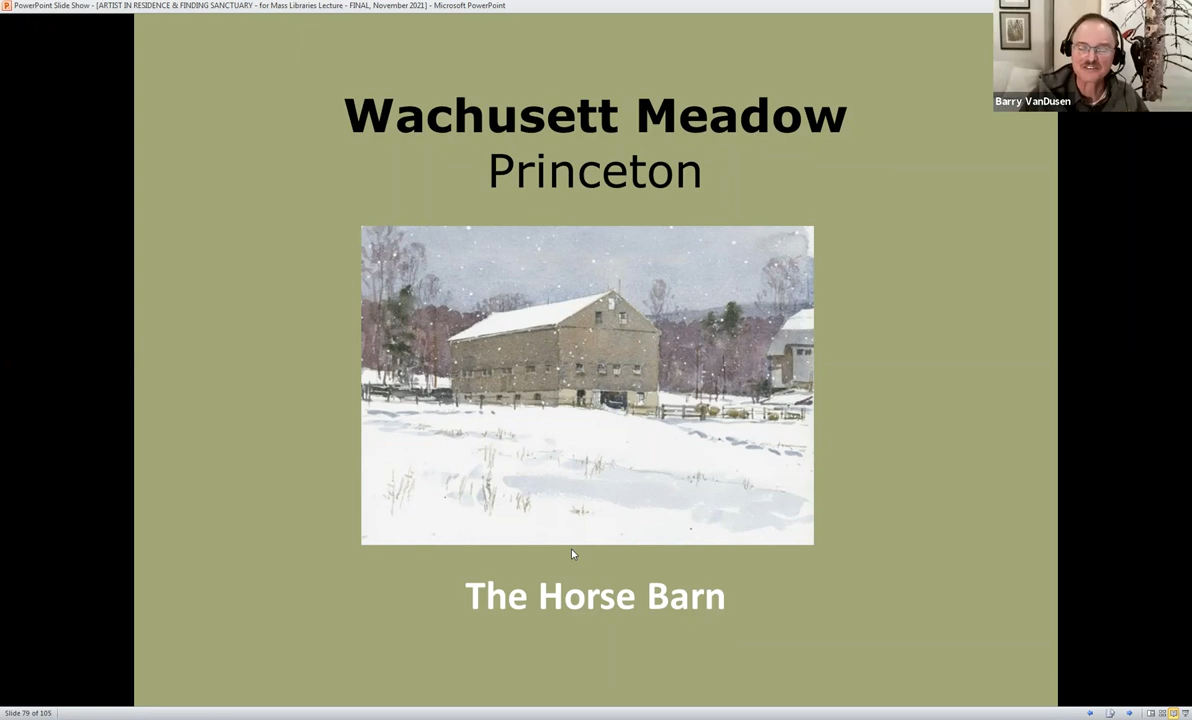 PowerPoint Slide Show - [ARTIST IN RESIDENCE & FINDING SANCTUARY - for Mass Libraries Lecture - FINAL, November 2021] - Microsoft PowerPoint
Barry VanDusen
Wachusett Meadow
Princeton
The Horse Barn
Slide 79 of 105